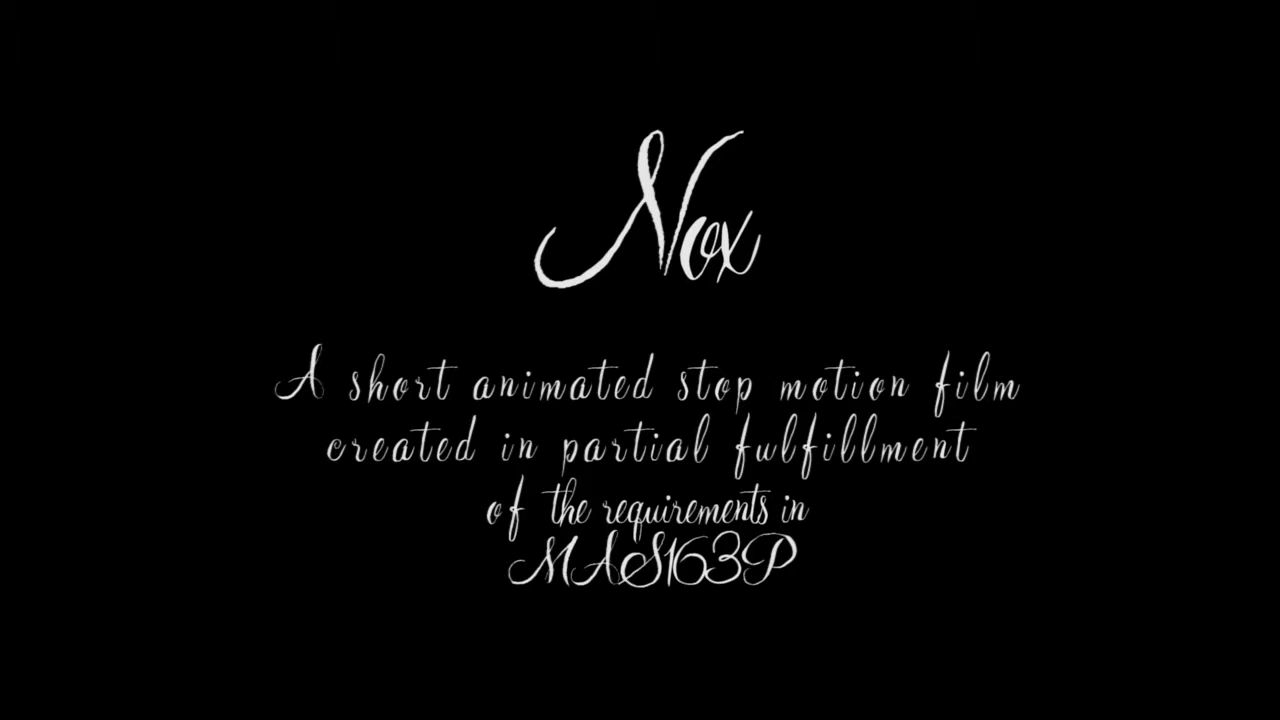 Nox
A short animated stop motion film
created in partial fulfillment
of the requirements in
MAS163P